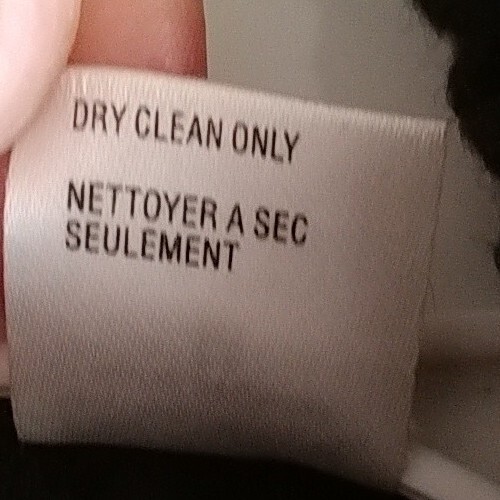 DRY CLEAN ONLY
NETTOYER A SEC
SEULEMENT